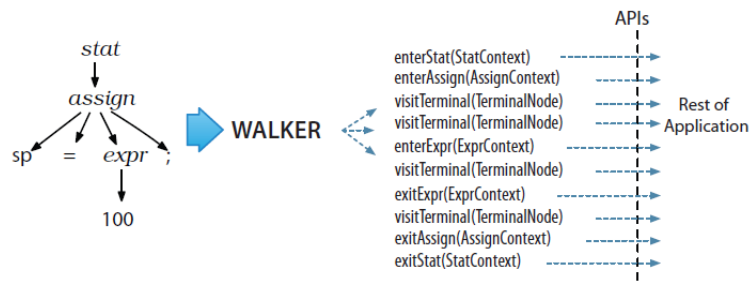 stat
assign
sp = expr ;
100
WALKER
APIs
enterStat(StatContext)
enterAssign(AssignContext)
visitTerminal(TerminalNode)
visitTerminal(TerminalNode)
enterExpr(ExprContext)
visitTerminal(TerminalNode)
exitExpr(ExprContext)
visitTerminal(TerminalNode)
exitAssign(AssignContext)
exitStat(StatContext)
Rest of
Application